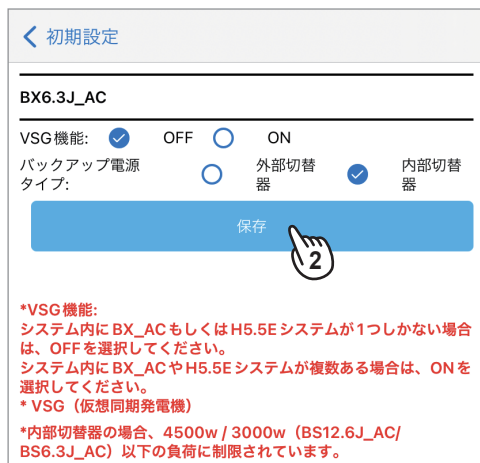 初期設定
BX6.3J_AC
VSG機能: OFF ON
バックアップ電源 外部切替 内部切替
タイプ: 器 器
保存
2
*VSG機能:
システム内にBX_ACもしくはH5.5Eシステムが1つしかない場合
は、OFFを選択してください。
システム内にBX_ACやH5.5Eシステムが複数ある場合は、ONを
選択してください。
* VSG（仮想同期発電機）
*内部切替器の場合、4500w / 3000w（BS12.6J_AC/
BS6.3J_AC）以下の負荷に制限されています。